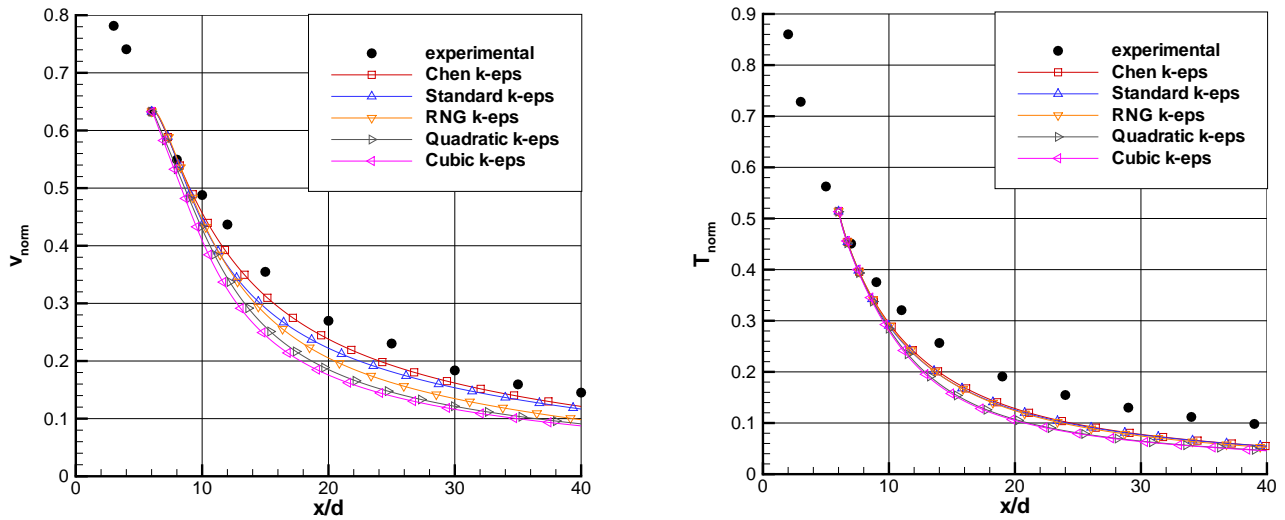 0.8
0.7
0.6
0.5
0.4
0.3
0.2
0.1
0
v_norm
0 10 20 30 40
x/d
experimental
Chen k-eps
Standard k-eps
RNG k-eps
Quadratic k-eps
Cubic k-eps
0.9
0.8
0.7
0.6
0.5
0.4
0.3
0.2
0.1
0
T_norm
0 10 20 30 40
x/d
experimental
Chen k-eps
Standard k-eps
RNG k-eps
Quadratic k-eps
Cubic k-eps